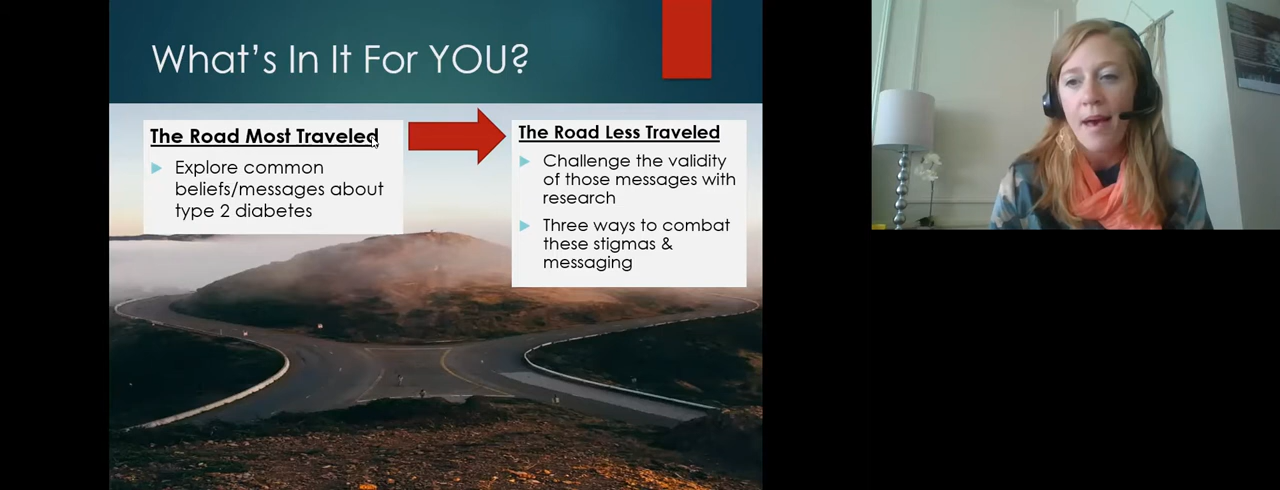 What's In It For YOU?
The Road Most Traveled
Explore common
beliefs/messages about
type 2 diabetes
The Road Less Traveled
Challenge the validity
of those messages with
research
Three ways to combat
these stigmas &
messaging